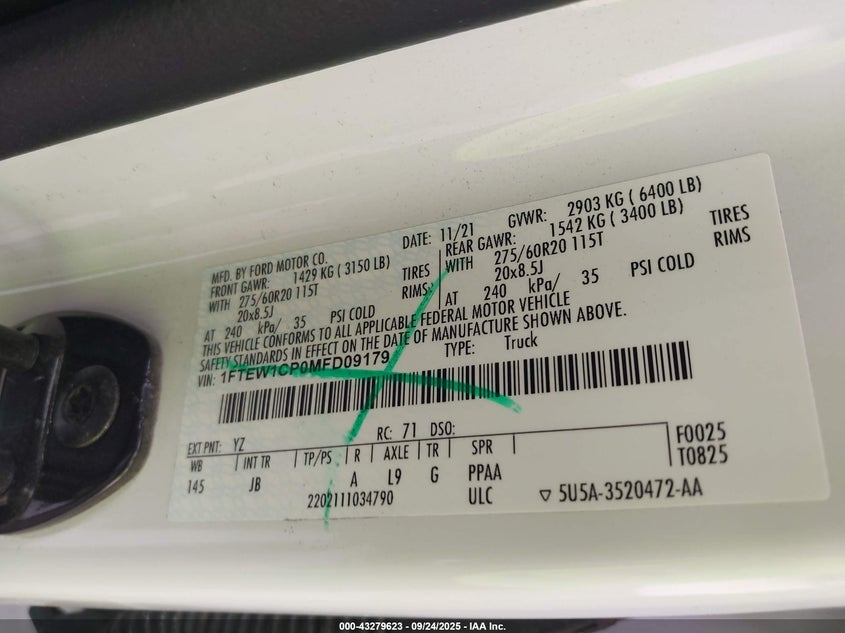 MFD. BY FORD MOTOR CO.
DATE: 11/21 GVWR: 2903 KG ( 6400 LB)
FRONT GAWR: 1429 KG ( 3150 LB)
REAR GAWR: 1542 KG ( 3400 LB)
WITH 275/60R20 115T TIRES
WITH 275/60R20 115T TIRES
20x8.5J RIMS
20x8.5J RIMS
AT 240 kPa/ 35 PSI COLD
AT 240 kPa/ 35 PSI COLD
THIS VEHICLE CONFORMS TO ALL APPLICABLE FEDERAL MOTOR VEHICLE
SAFETY STANDARDS IN EFFECT ON THE DATE OF MANUFACTURE SHOWN ABOVE.
VIN: 1FTEW1CP0MFD09179 TYPE: Truck
EXT PNT: YZ RC: 71 DSO:
WB INT TR TP/PS R AXLE TR SPR F0025
145 JB A L9 G PPAA T0825
2202111034790 ULC ▽ 5U5A-3520472-AA
000-43279623 - 09/24/2025 - IAA Inc.